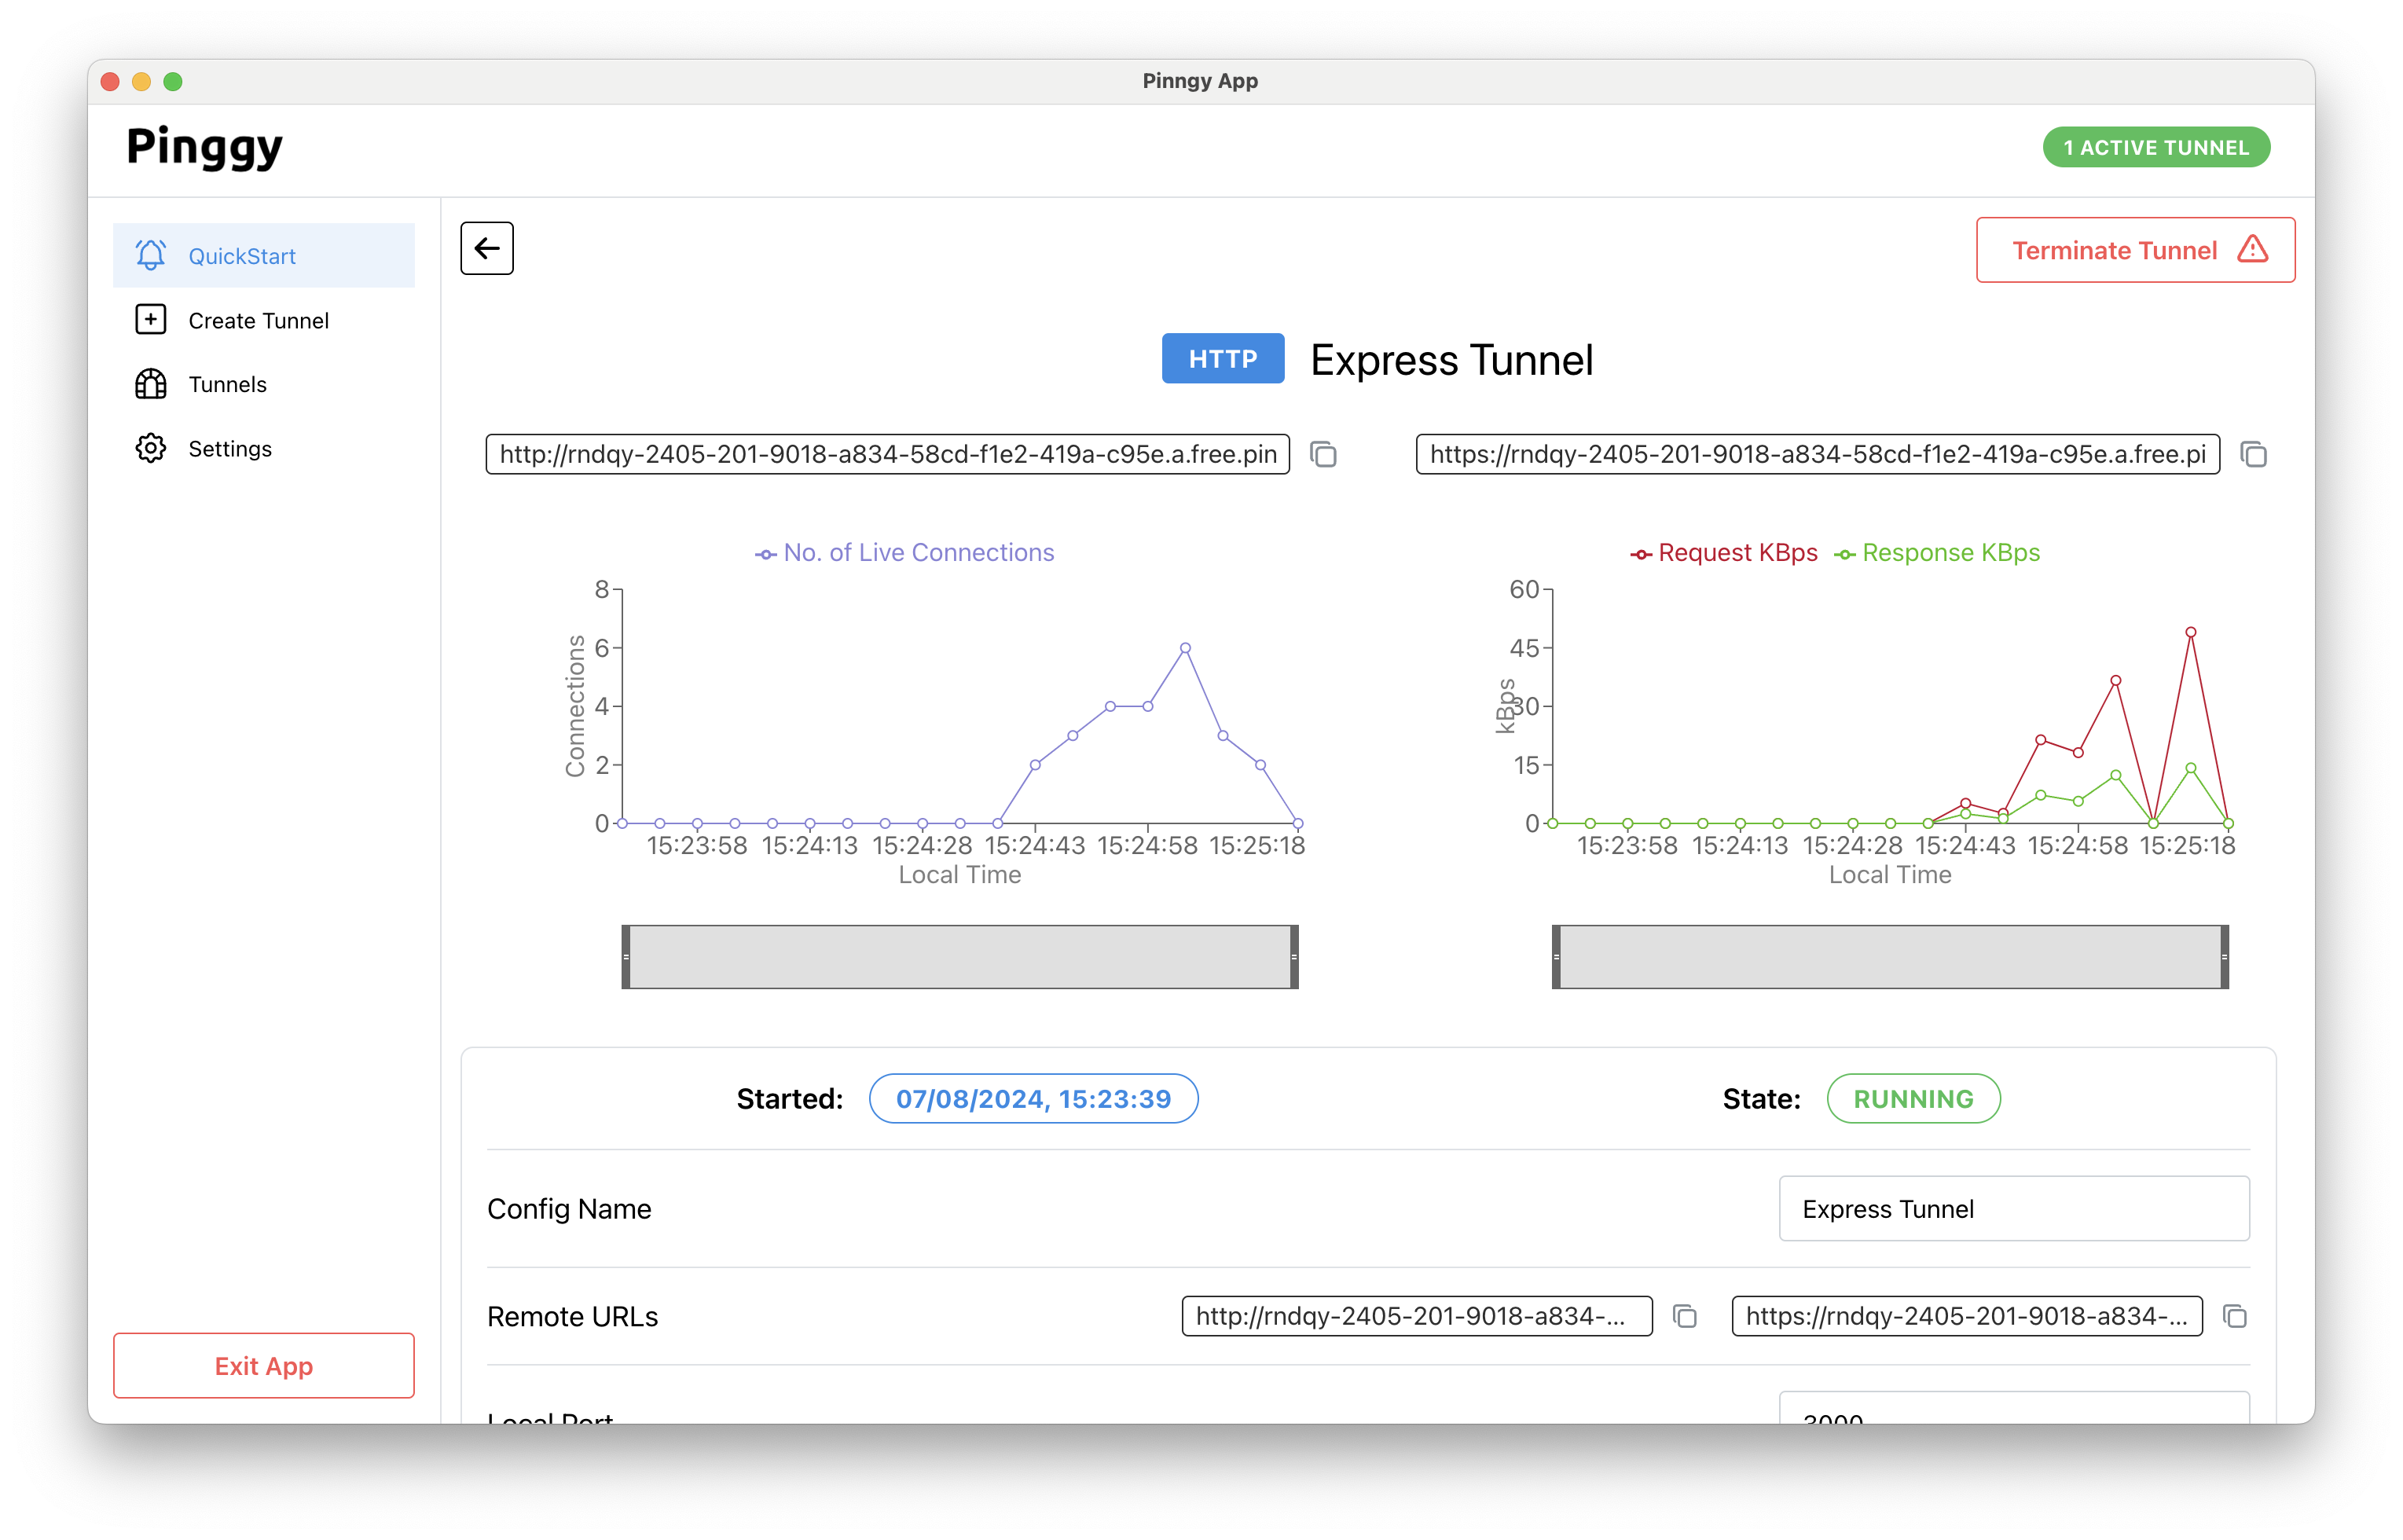 Pinngy App
Pinggy
1 ACTIVE TUNNEL
QuickStart
Create Tunnel
Tunnels
Settings
Exit App
Terminate Tunnel
HTTP Express Tunnel
http://rndqy-2405-201-9018-a834-58cd-f1e2-419a-c95e.a.free.pin
https://rndqy-2405-201-9018-a834-58cd-f1e2-419a-c95e.a.free.pi
No. of Live Connections
8
6
4
2
0
Connections
15:23:58 15:24:13 15:24:28 15:24:43 15:24:58 15:25:18
Local Time
Request KBps Response KBps
60
45
30
15
0
kBps
15:23:58 15:24:13 15:24:28 15:24:43 15:24:58 15:25:18
Local Time
Started: 07/08/2024, 15:23:39
State: RUNNING
Config Name
Express Tunnel
Remote URLs
http://rndqy-2405-201-9018-a834-...
https://rndqy-2405-201-9018-a834-...
Local Port
3000